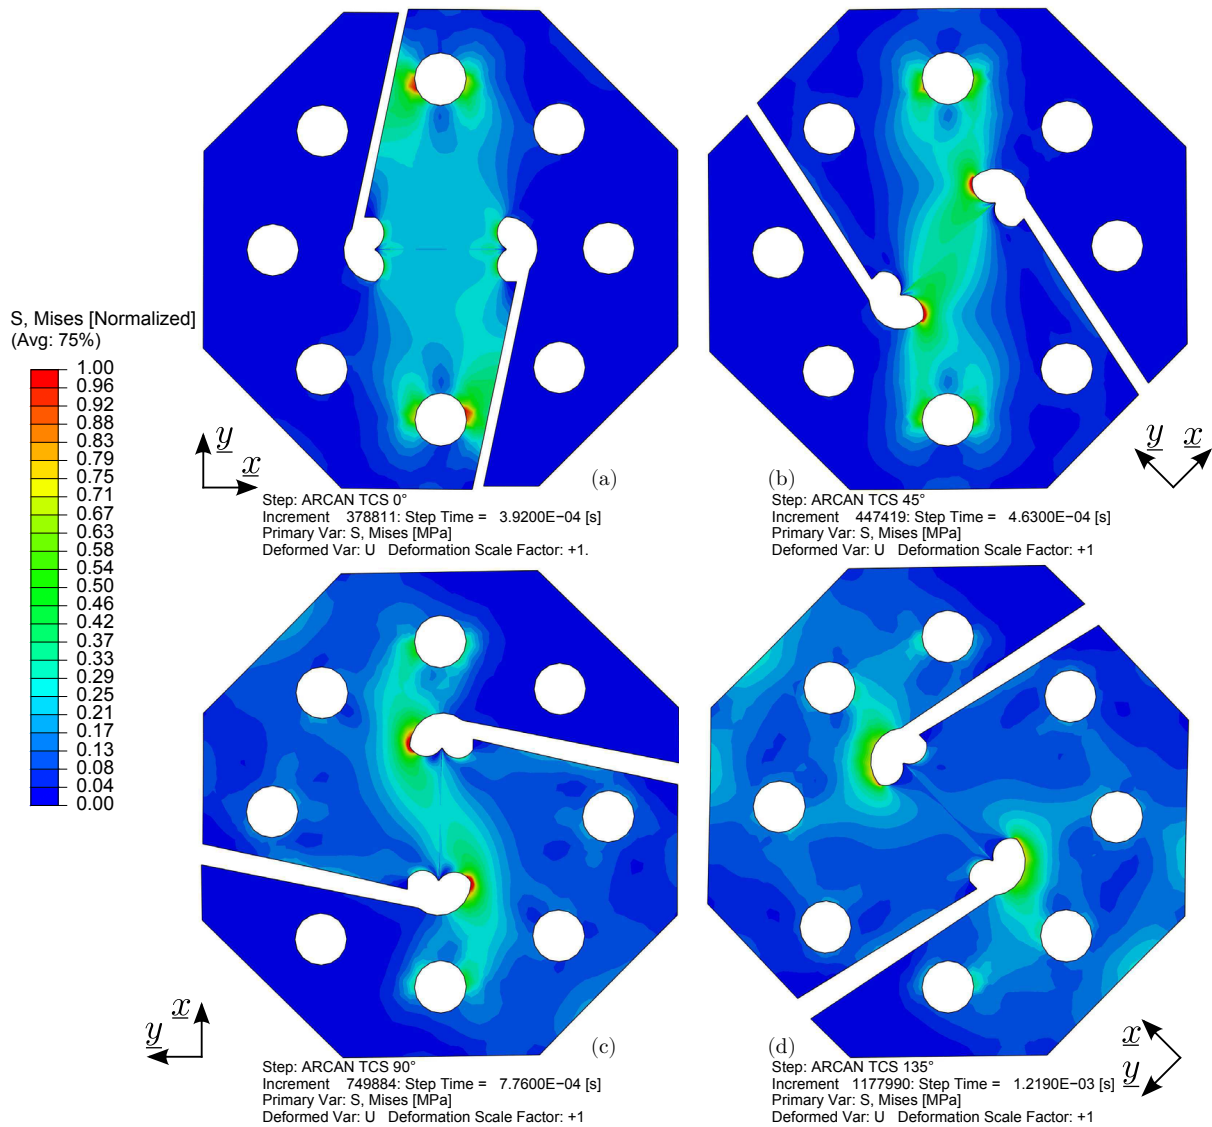 S, Mises [Normalized]
(Avg: 75%)
1.00
0.96
0.92
0.88
0.83
0.79
0.75
0.71
0.67
0.63
0.58
0.54
0.50
0.46
0.42
0.37
0.33
0.29
0.25
0.21
0.17
0.13
0.08
0.04
0.00
y
x
(a)
Step: ARCAN TCS 0°
Increment 378811: Step Time = 3.9200E−04 [s]
Primary Var: S, Mises [MPa]
Deformed Var: U Deformation Scale Factor: +1.
(b)
y
x
Step: ARCAN TCS 45°
Increment 447419: Step Time = 4.6300E−04 [s]
Primary Var: S, Mises [MPa]
Deformed Var: U Deformation Scale Factor: +1
x
y
(c)
Step: ARCAN TCS 90°
Increment 749884: Step Time = 7.7600E−04 [s]
Primary Var: S, Mises [MPa]
Deformed Var: U Deformation Scale Factor: +1
(d)
x
y
Step: ARCAN TCS 135°
Increment 1177990: Step Time = 1.2190E−03 [s]
Primary Var: S, Mises [MPa]
Deformed Var: U Deformation Scale Factor: +1